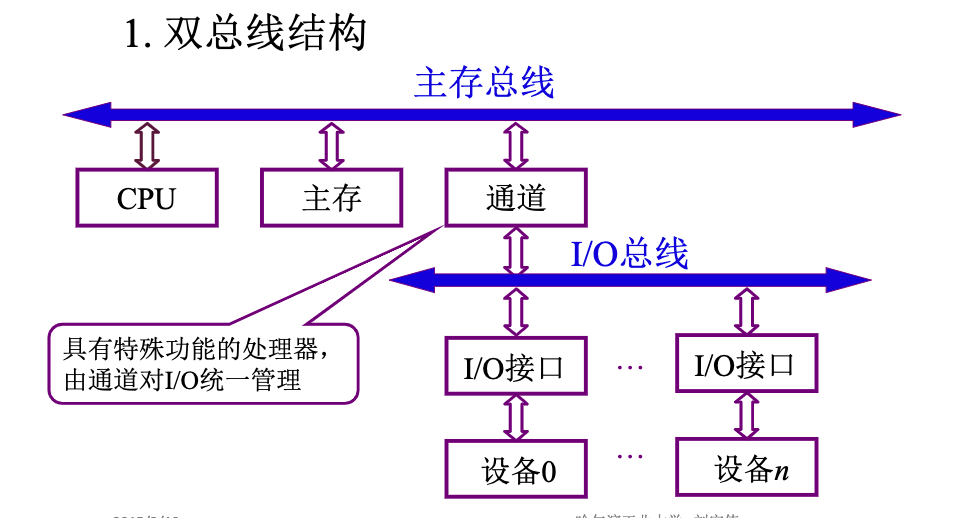 1. 双总线结构
主存总线
CPU
主存
通道
I/O总线
具有特殊功能的处理器，
由通道对I/O统一管理
I/O接口
…
I/O接口
设备0
…
设备n